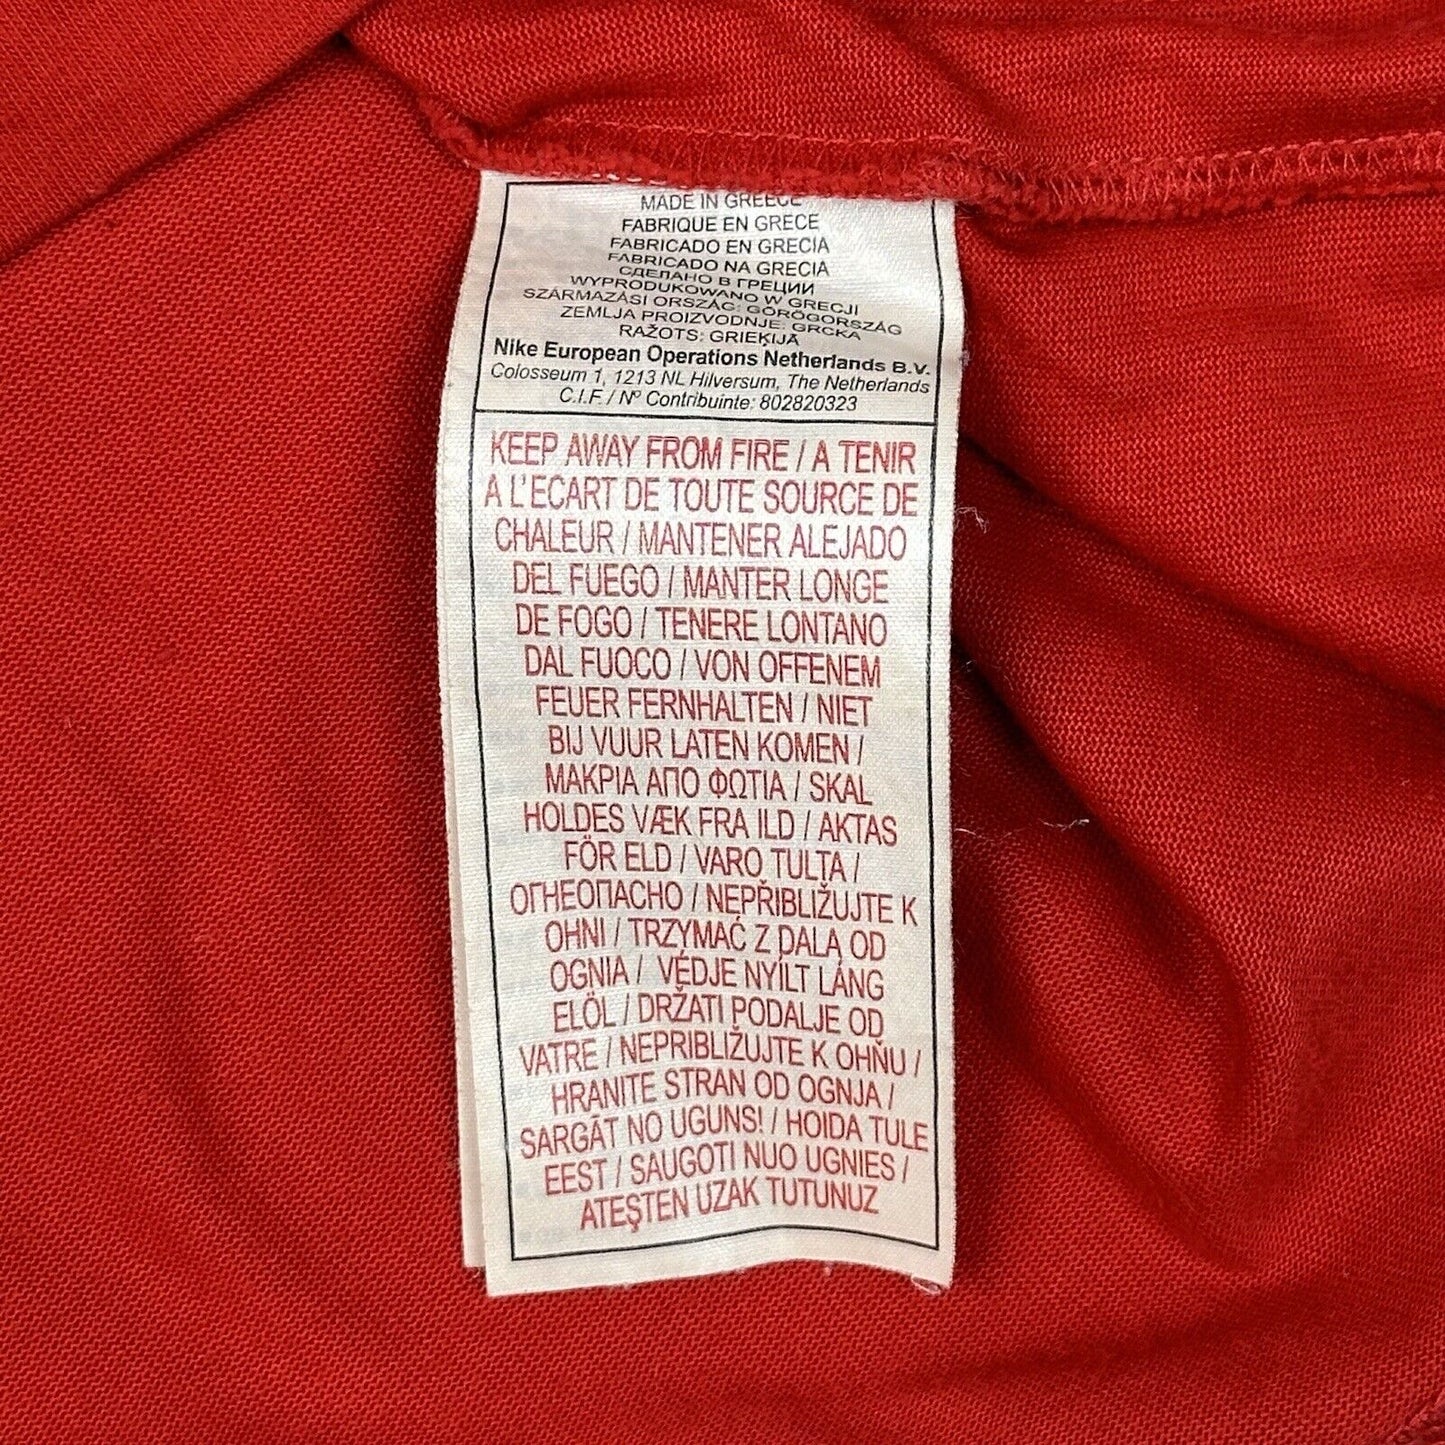 MADE IN GREECE
FABRIQUE EN GRECE
FABRICADO EN GRECIA
FABRICADO NA GRECIA
СДЕЛАНО В ГРЕЦИИ
WYPRODUKOWANO W GRECJI
SZÁRMAZÁSI ORSZÁG: GÖRÖGORSZÁG
ZEMLJA PROIZVODNJE: GRCKA
RAŽOTS: GRIEĶIJĀ
Nike European Operations Netherlands B.V.
Colosseum 1, 1213 NL Hilversum, The Netherlands
C.I.F. / Nº Contribuinte: 802820323
KEEP AWAY FROM FIRE / A TENIR
A L'ECART DE TOUTE SOURCE DE
CHALEUR / MANTENER ALEJADO
DEL FUEGO / MANTER LONGE
DE FOGO / TENERE LONTANO
DAL FUOCO / VON OFFENEM
FEUER FERNHALTEN / NIET
BIJ VUUR LATEN KOMEN /
ΜΑΚΡΙΑ ΑΠΟ ΦΩΤΙΑ / SKAL
HOLDES VÆK FRA ILD / AKTAS
FÖR ELD / VARO TULTA /
ОГНЕОПАСНО / NEPŘIBLIŽUJTE K
OHNI / TRZYMAĆ Z DALA OD
OGNIA / VÉDJE NYÍLT LÁNG
ELÖL / DRŽATI PODALJE OD
VATRE / NEPRIBLIŽUJTE K OHŇU /
HRANITE STRAN OD OGNJA /
SARGĀT NO UGUNS! / HOIDA TULE
EEST / SAUGOTI NUO UGNIES /
ATEŞTEN UZAK TUTUNUZ